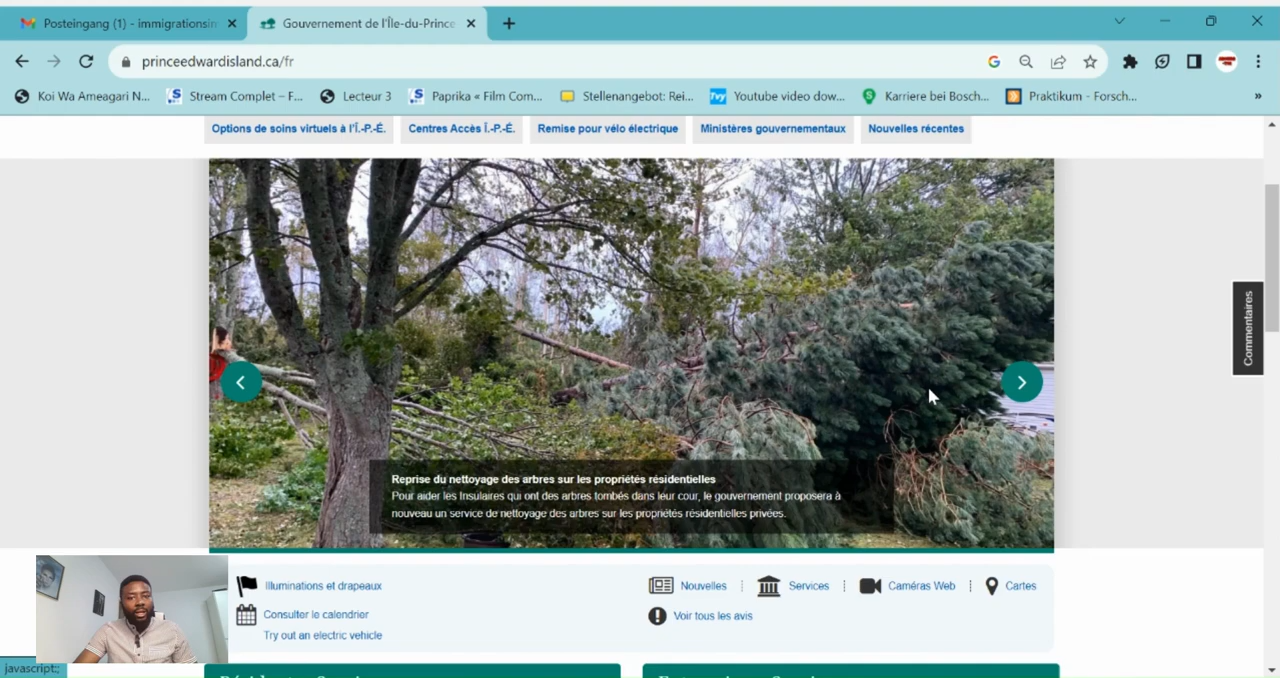 Posteingang (1) - immigrationsin
Gouvernement de l'Île-du-Prince
princeedwardisland.ca/fr
Koi Wa Ameagari N...
Stream Complet – F...
Lecteur 3
Paprika « Film Com...
Stellenangebot: Rei...
Youtube video dow...
Karriere bei Bosch...
Praktikum - Forsch...
»
Options de soins virtuels à l'Î.-P.-É.
Centres Accès Î.-P.-É.
Remise pour vélo électrique
Ministères gouvernementaux
Nouvelles récentes
Commentaires
Reprise du nettoyage des arbres sur les propriétés résidentielles
Pour aider les Insulaires qui ont des arbres tombés dans leur cour, le gouvernement proposera à
nouveau un service de nettoyage des arbres sur les propriétés résidentielles privées.
Illuminations et drapeaux
Consulter le calendrier
Try out an electric vehicle
Nouvelles
Services
Caméras Web
Cartes
Voir tous les avis
javascript:;